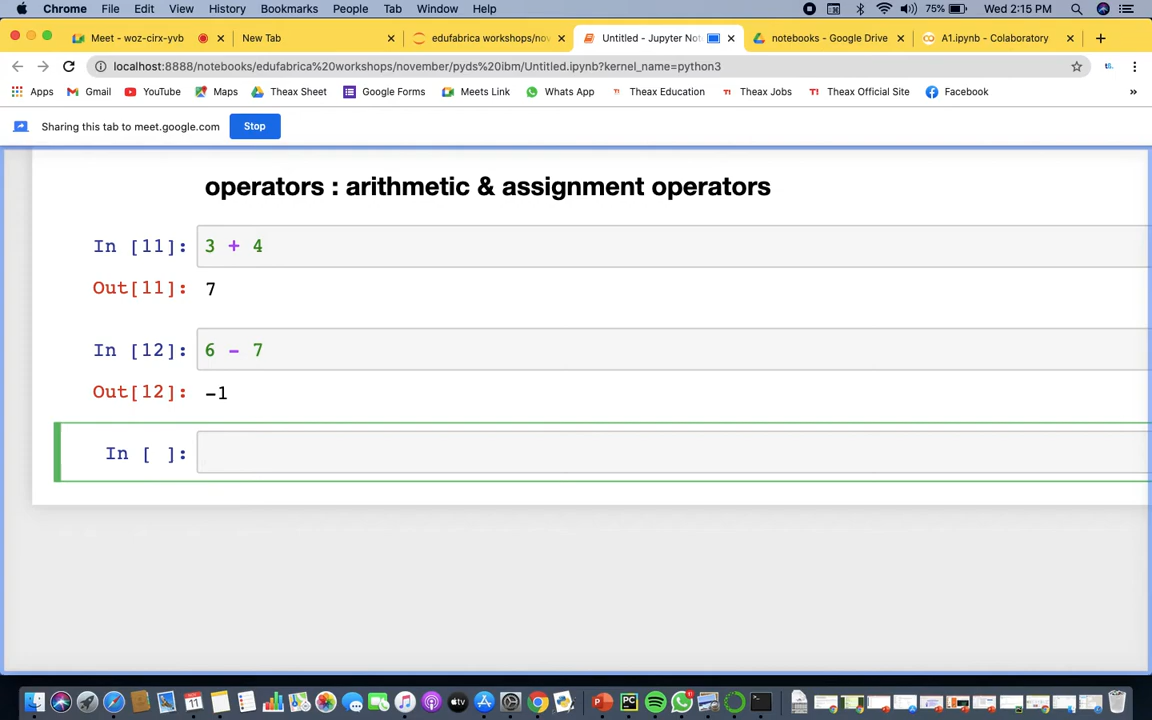 Chrome File Edit View History Bookmarks People Tab Window Help 75% Wed 2:15 PM
Meet - woz-cirx-yvb New Tab edufabrica workshops/nov Untitled - Jupyter Not notebooks - Google Drive A1.ipynb - Colaboratory
localhost:8888/notebooks/edufabrica%20workshops/november/pyds%20ibm/Untitled.ipynb?kernel_name=python3
Apps Gmail YouTube Maps Theax Sheet Google Forms Meets Link Whats App Theax Education Theax Jobs Theax Official Site Facebook »
Sharing this tab to meet.google.com Stop
operators : arithmetic & assignment operators
In [11]: 3 + 4
Out[11]: 7
In [12]: 6 - 7
Out[12]: -1
In [ ]: